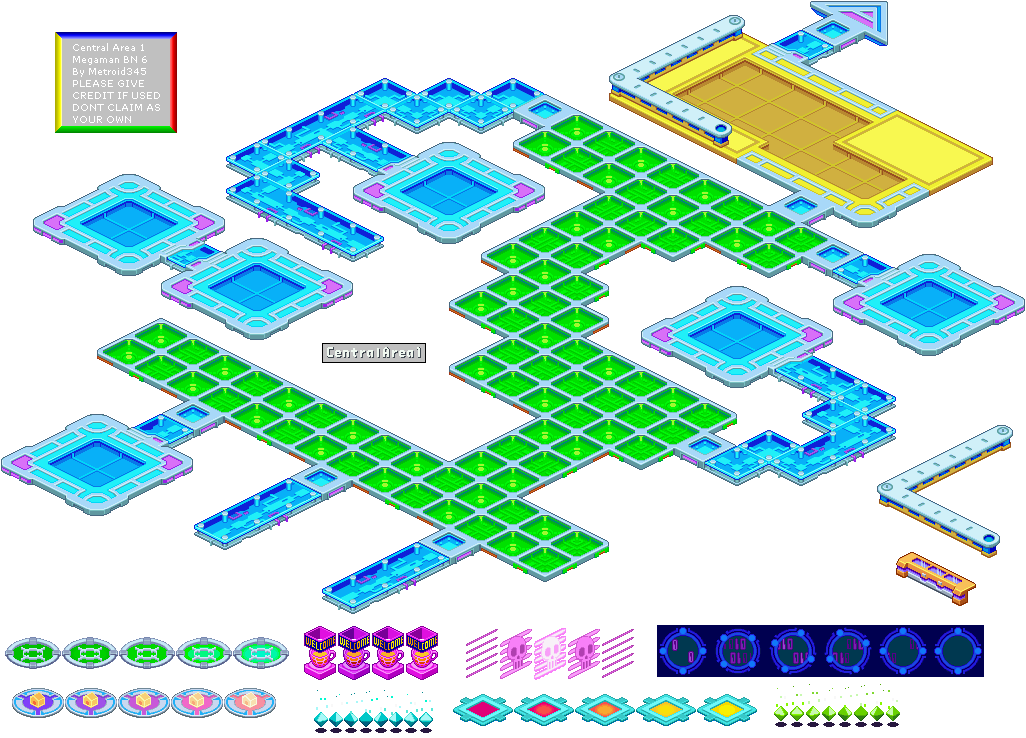 Central Area 1
Megaman BN 6
By Metroid345
PLEASE GIVE
CREDIT IF USED
DONT CLAIM AS
YOUR OWN
CentralArea1
WELCOME
WELCOME
WELCOME
WELCOME